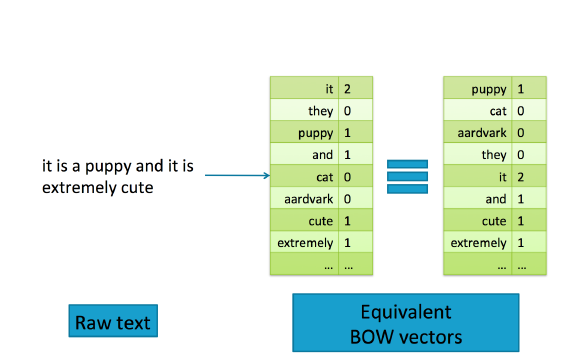 it is a puppy and it is
extremely cute
it 2
they 0
puppy 1
and 1
cat 0
aardvark 0
cute 1
extremely 1
... ...
puppy 1
cat 0
aardvark 0
they 0
it 2
and 1
cute 1
extremely 1
... ...
Raw text
Equivalent
BOW vectors